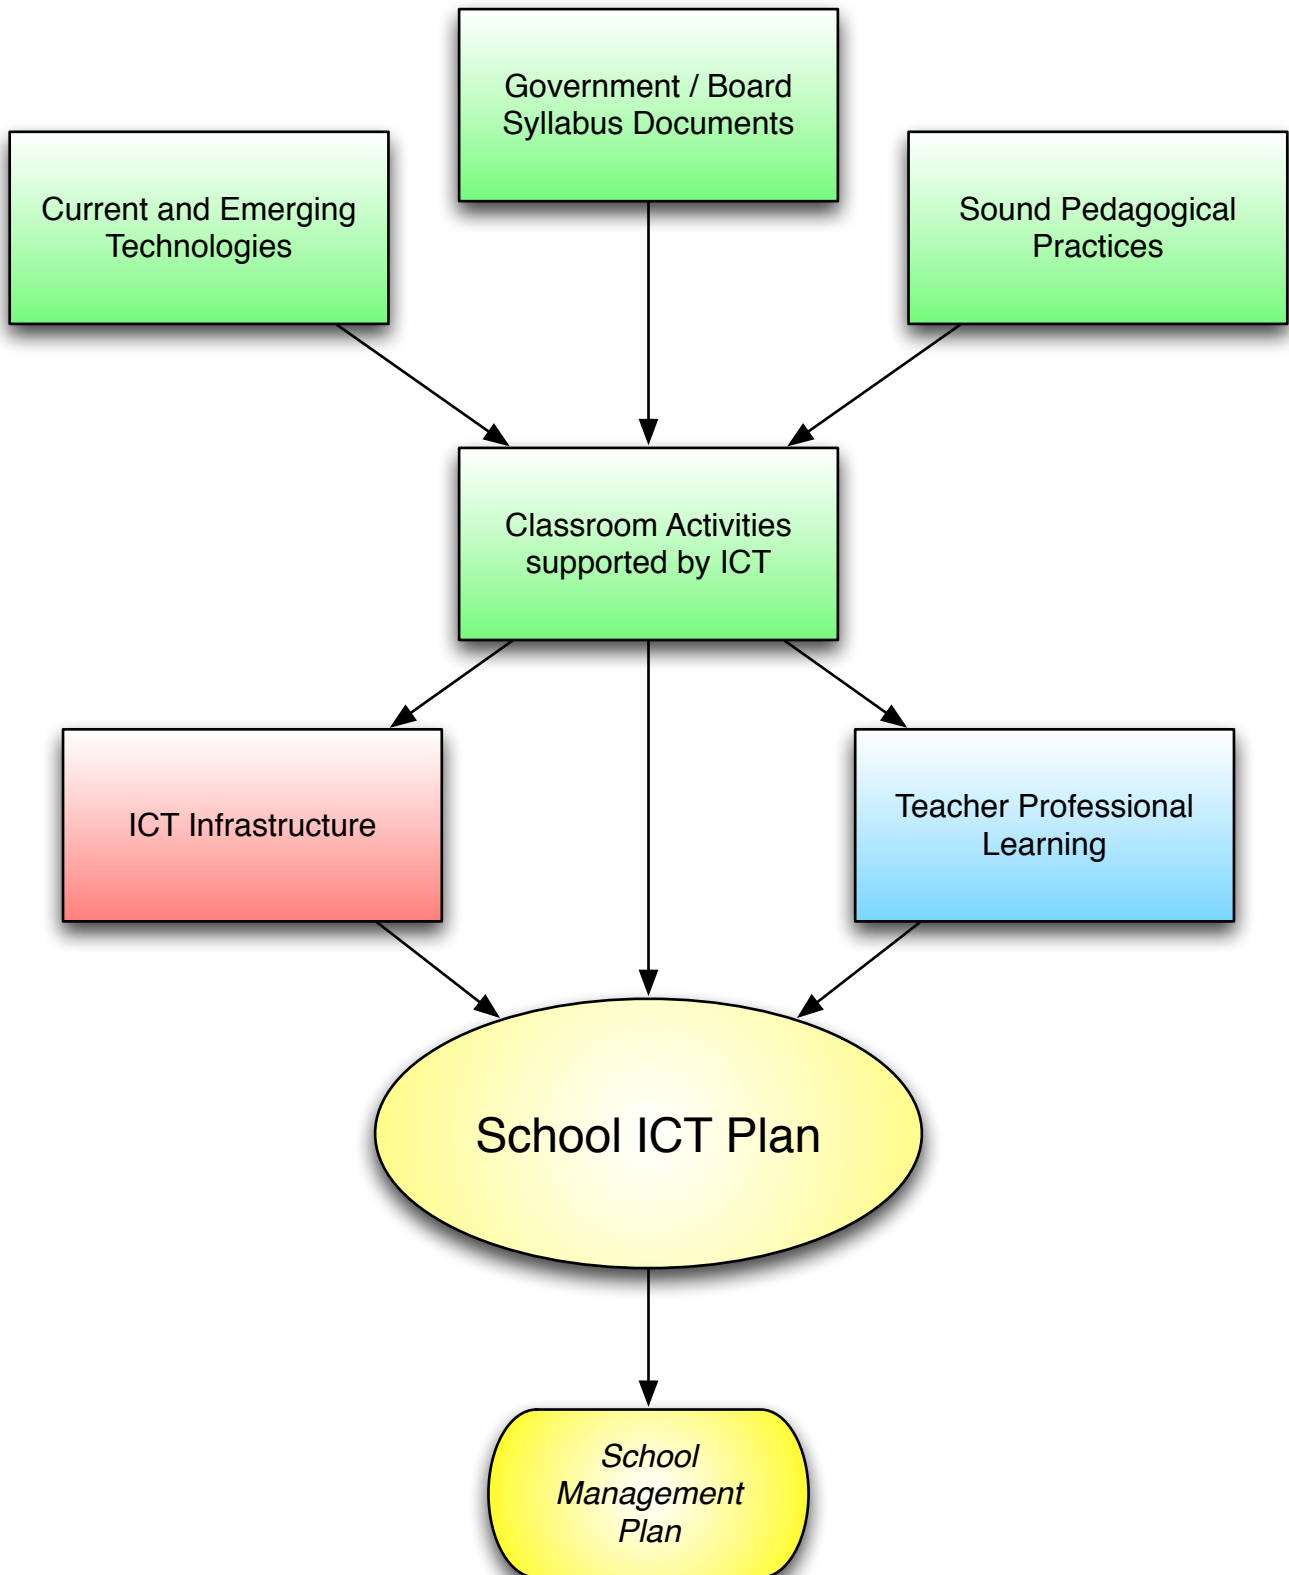 Government / Board
Syllabus Documents
Current and Emerging
Technologies
Sound Pedagogical
Practices
Classroom Activities
supported by ICT
ICT Infrastructure
Teacher Professional
Learning
School ICT Plan
School
Management
Plan